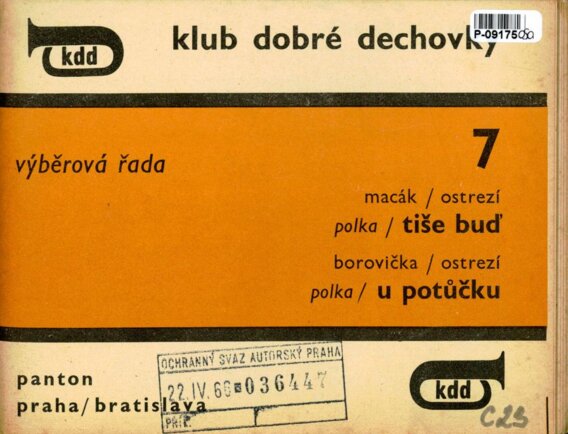 kdd
klub dobré dechovky
P-09175
výběrová řada
7
macák / ostrezí
polka / tiše buď
borovička / ostrezí
polka / u potůčku
OCHRANNÝ SVAZ AUTORSKÝ PRAHA
22.IV.66 036447
PŘÍL.
panton
praha/bratislava
kdd
C23